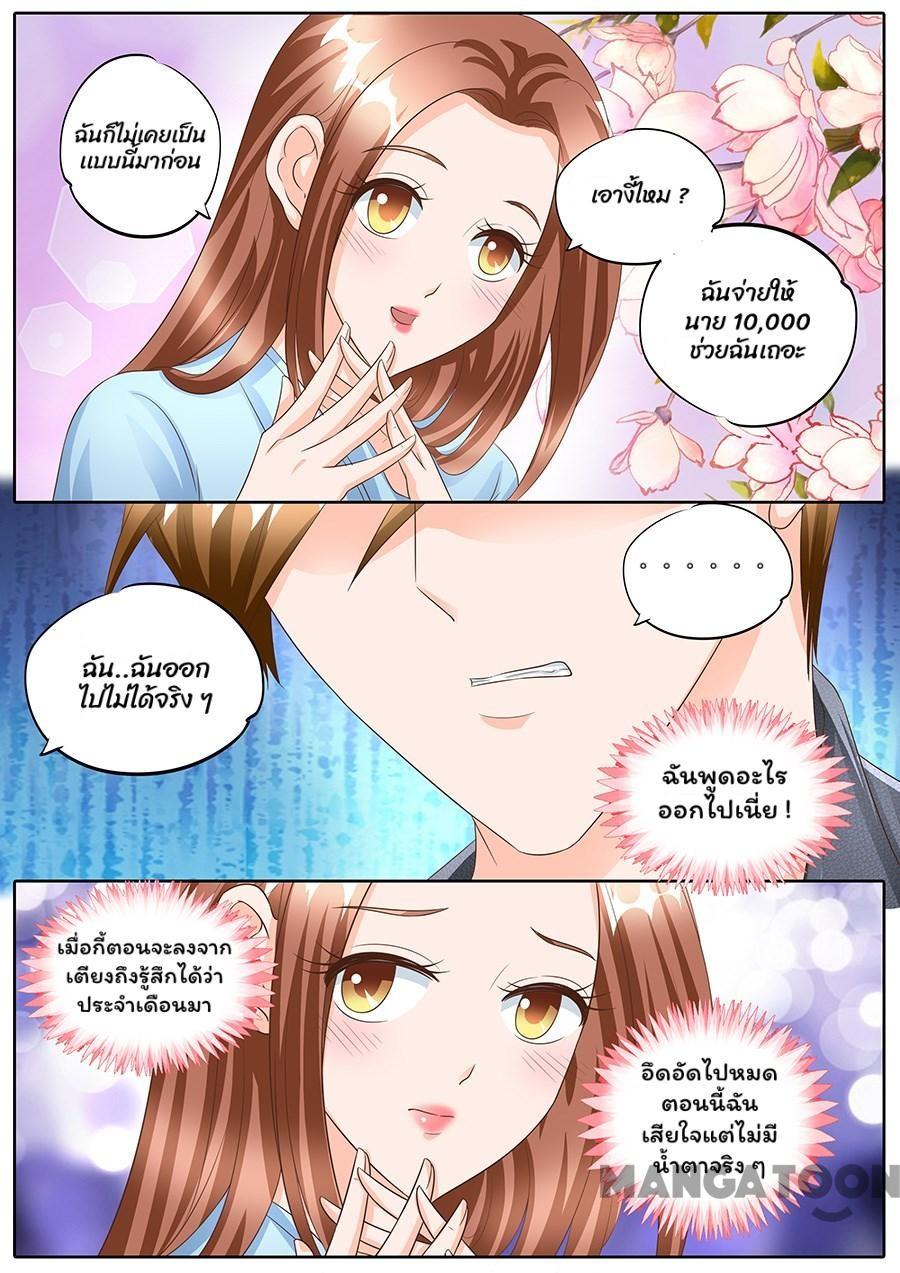 ฉันก็ไม่เคยเป็น
แบบนี้มาก่อน
เอางี้ไหม ?
ฉันจ่ายให้
นาย 10,000
ช่วยฉันเถอะ
。。。。。。
ฉัน..ฉันออก
ไปไม่ได้จริง ๆ
ฉันพูดอะไร
ออกไปเนี่ย !
เมื่อกี้ตอนจะลงจาก
เตียงถึงรู้สึกได้ว่า
ประจำเดือนมา
อึดอัดไปหมด
ตอนนี้ฉัน
เสียใจแต่ไม่มี
น้ำตาจริง ๆ
MANGATOON